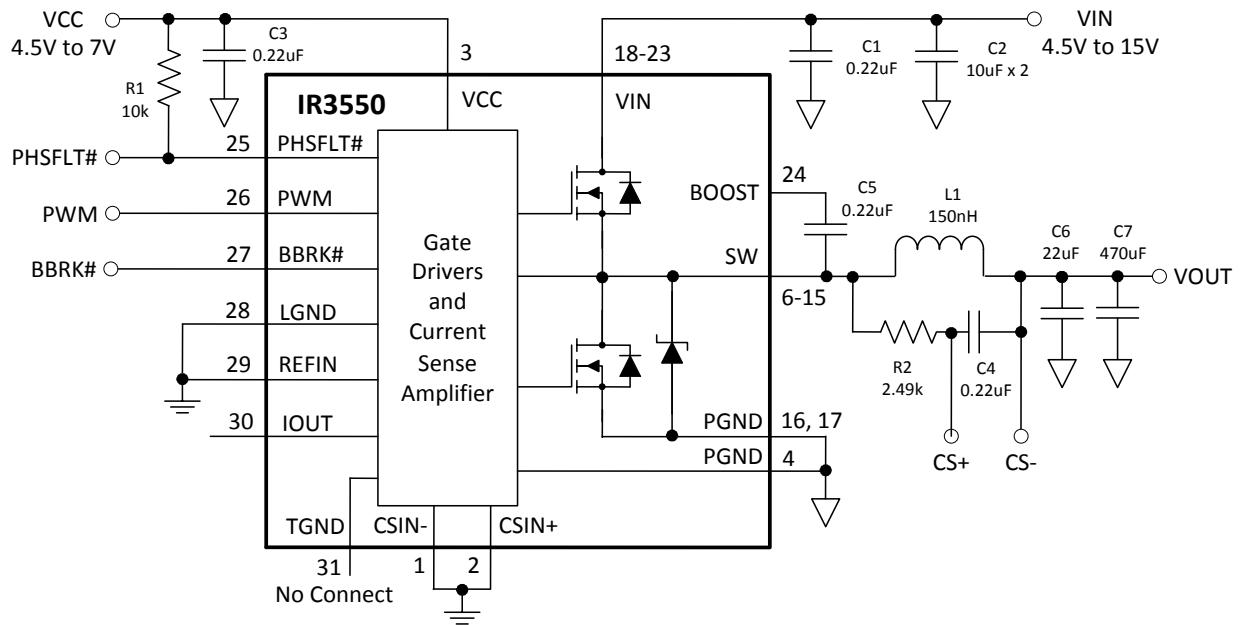 VCC
4.5V to 7V
C3
0.22uF
3
18-23
C1
0.22uF
C2
10uF x 2
VIN
4.5V to 15V
R1
10k
IR3550
VCC
VIN
PHSFLT#
25
PHSFLT#
PWM
26
PWM
BBRK#
27
BBRK#
28
LGND
29
REFIN
30
IOUT
Gate
Drivers
and
Current
Sense
Amplifier
BOOST
24
C5
0.22uF
SW
6-15
L1
150nH
C6
22uF
C7
470uF
VOUT
R2
2.49k
C4
0.22uF
CS+
CS-
PGND
16, 17
PGND
4
TGND
CSIN-
CSIN+
31
1
2
No Connect